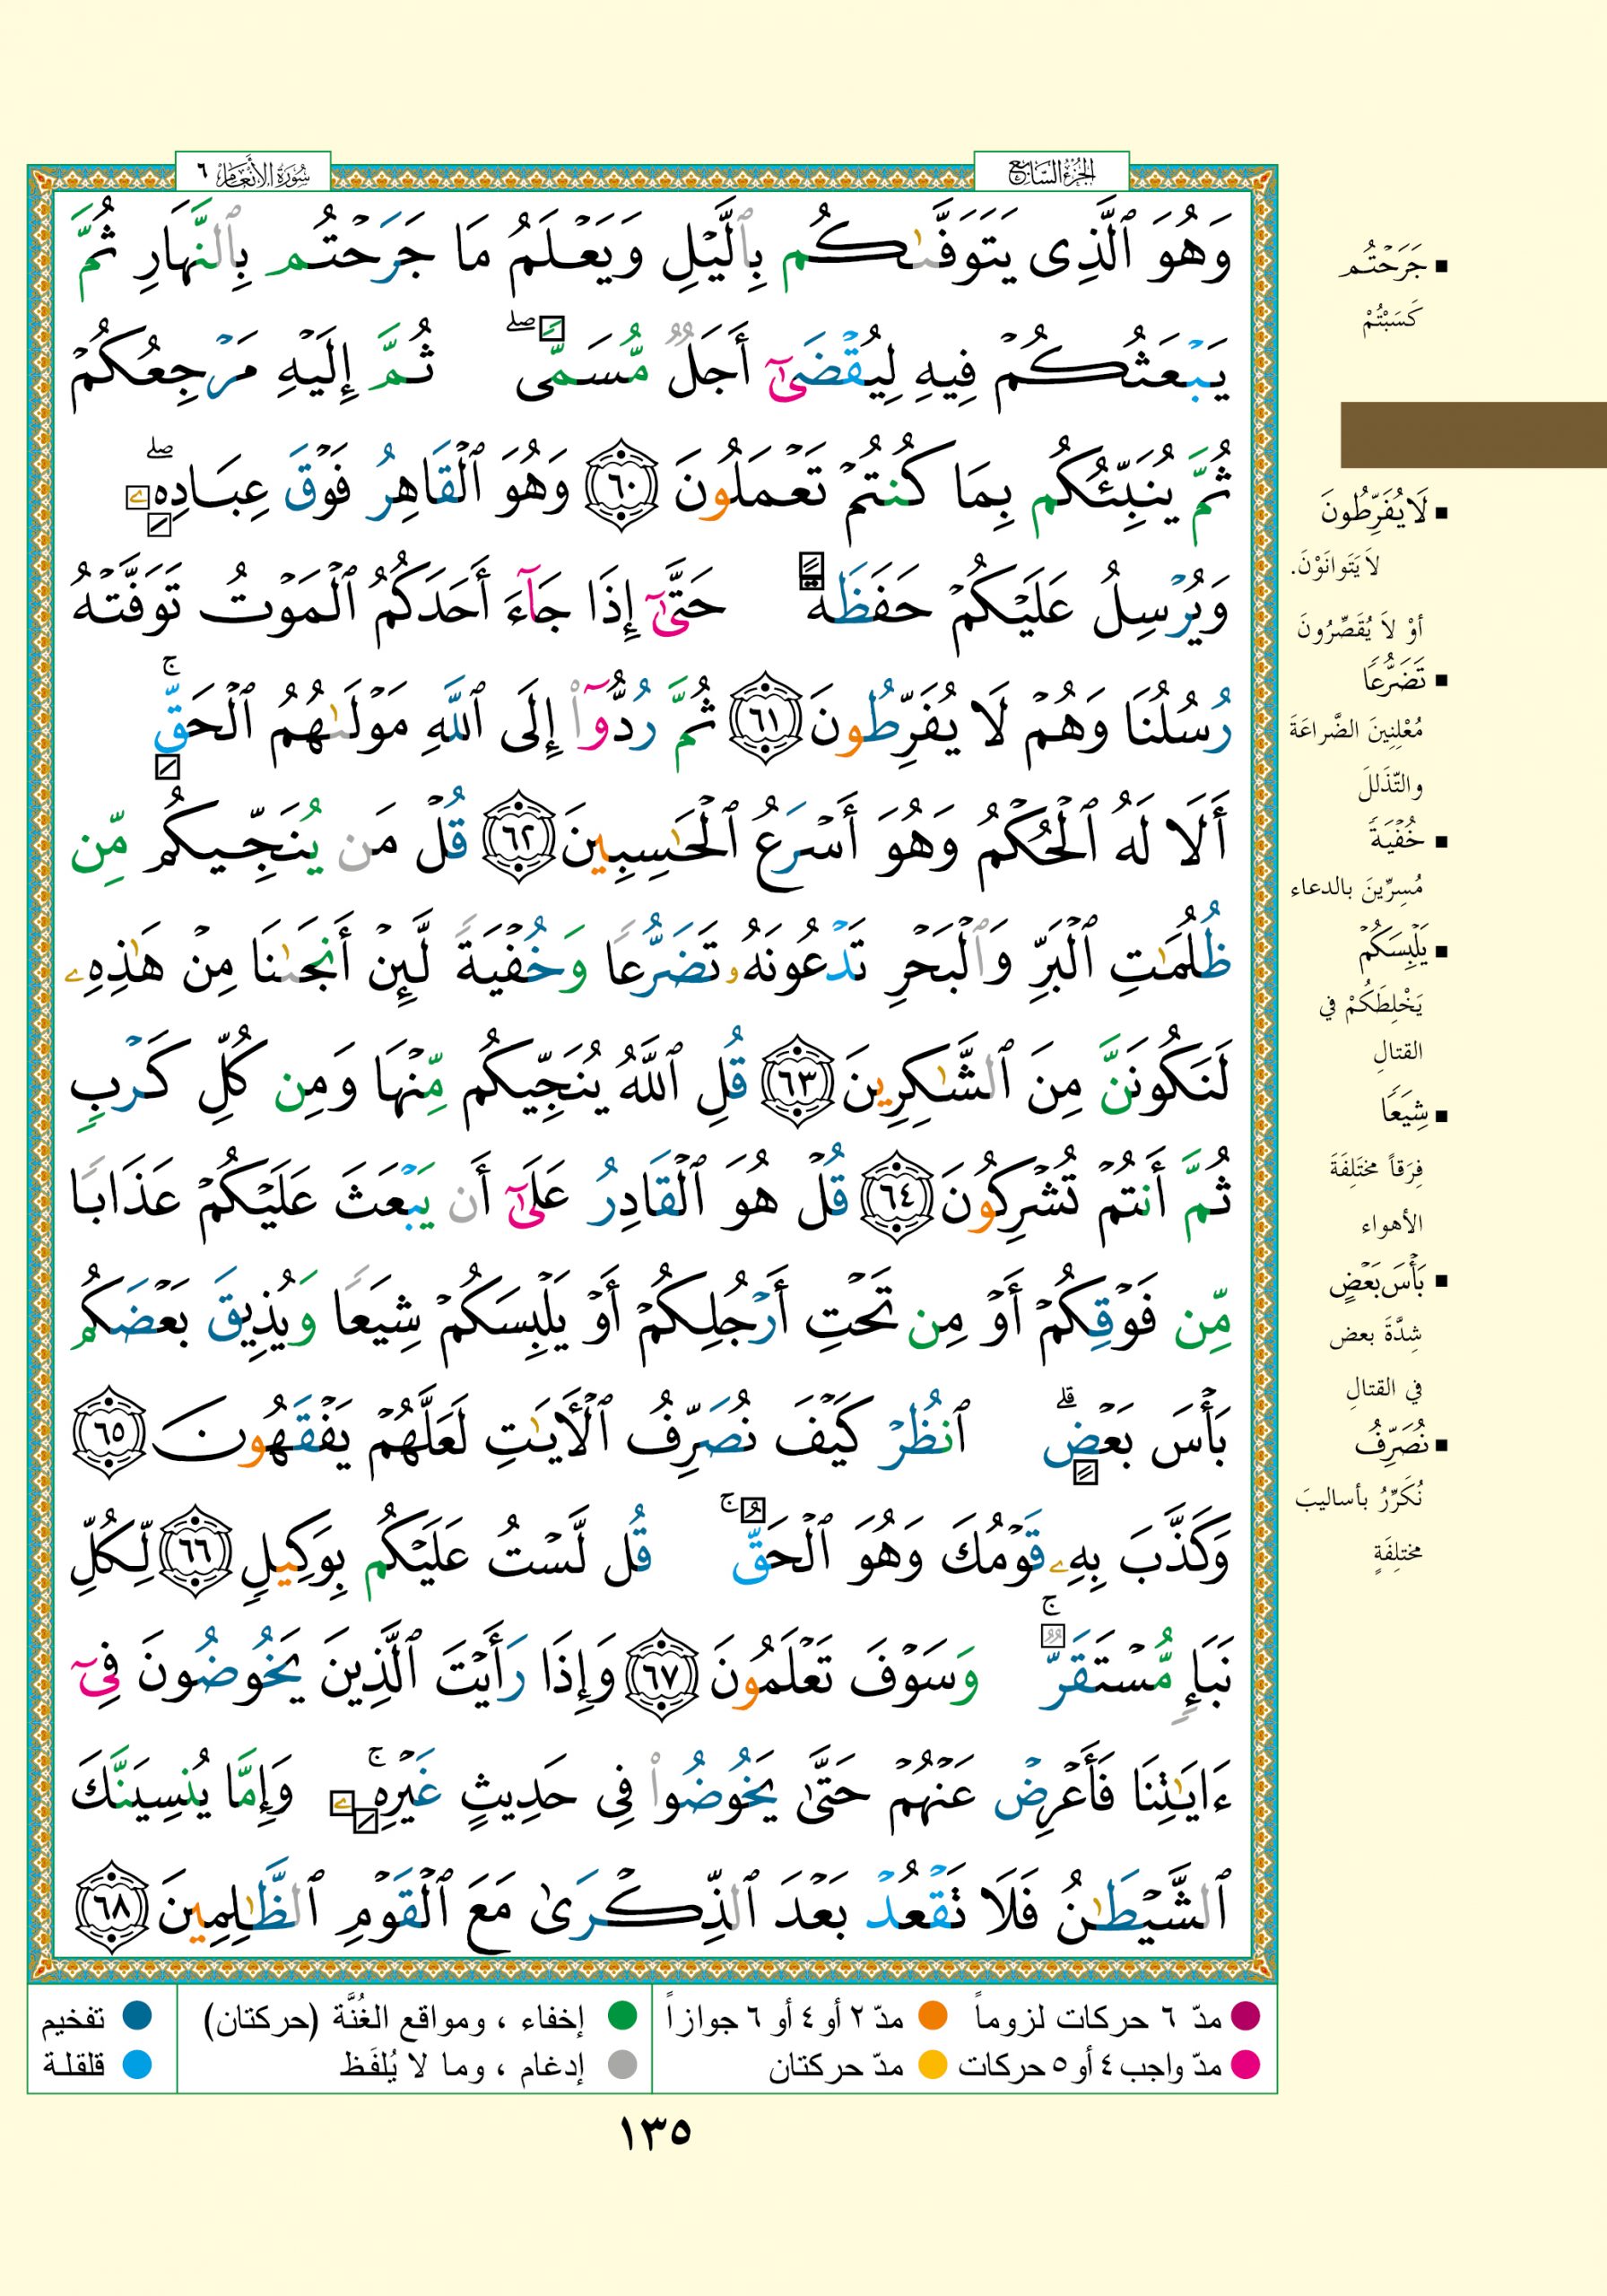 الجزء السابع
سورة الأنعام ٦
وَهُوَ ٱلَّذِى يَتَوَفَّىٰكُم بِٱلَّيْلِ وَيَعْلَمُ مَا جَرَحْتُم بِٱلنَّهَارِ ثُمَّ
يَبْعَثُكُمْ فِيهِ لِيُقْضَىٰٓ أَجَلٌ مُّسَمًّى ۖ ثُمَّ إِلَيْهِ مَرْجِعُكُمْ
ثُمَّ يُنَبِّئُكُم بِمَا كُنتُمْ تَعْمَلُونَ ٦٠ وَهُوَ ٱلْقَاهِرُ فَوْقَ عِبَادِهِۦ ۖ
وَيُرْسِلُ عَلَيْكُمْ حَفَظَةً حَتَّىٰٓ إِذَا جَآءَ أَحَدَكُمُ ٱلْمَوْتُ تَوَفَّتْهُ
رُسُلُنَا وَهُمْ لَا يُفَرِّطُونَ ٦١ ثُمَّ رُدُّوٓا۟ إِلَى ٱللَّهِ مَوْلَىٰهُمُ ٱلْحَقِّ ۚ
أَلَا لَهُ ٱلْحُكْمُ وَهُوَ أَسْرَعُ ٱلْحَٰسِبِينَ ٦٢ قُلْ مَن يُنَجِّيكُم مِّن
ظُلُمَٰتِ ٱلْبَرِّ وَٱلْبَحْرِ تَدْعُونَهُۥ تَضَرُّعًا وَخُفْيَةً لَّئِنْ أَنجَىٰنَا مِنْ هَٰذِهِۦ
لَنَكُونَنَّ مِنَ ٱلشَّٰكِرِينَ ٦٣ قُلِ ٱللَّهُ يُنَجِّيكُم مِّنْهَا وَمِن كُلِّ كَرْبٍ
ثُمَّ أَنتُمْ تُشْرِكُونَ ٦٤ قُلْ هُوَ ٱلْقَادِرُ عَلَىٰٓ أَن يَبْعَثَ عَلَيْكُمْ عَذَابًا
مِّن فَوْقِكُمْ أَوْ مِن تَحْتِ أَرْجُلِكُمْ أَوْ يَلْبِسَكُمْ شِيَعًا وَيُذِيقَ بَعْضَكُم
بَأْسَ بَعْضٍ ۗ ٱنظُرْ كَيْفَ نُصَرِّفُ ٱلْءَايَٰتِ لَعَلَّهُمْ يَفْقَهُونَ ٦٥
وَكَذَّبَ بِهِۦ قَوْمُكَ وَهُوَ ٱلْحَقُّ ۚ قُل لَّسْتُ عَلَيْكُم بِوَكِيلٍ ٦٦ لِّكُلِّ
نَبَإٍ مُّسْتَقَرٌّ ۚ وَسَوْفَ تَعْلَمُونَ ٦٧ وَإِذَا رَأَيْتَ ٱلَّذِينَ يَخُوضُونَ فِىٓ
ءَايَٰتِنَا فَأَعْرِضْ عَنْهُمْ حَتَّىٰ يَخُوضُوا۟ فِى حَدِيثٍ غَيْرِهِۦ ۚ وَإِمَّا يُنسِيَنَّكَ
ٱلشَّيْطَٰنُ فَلَا تَقْعُدْ بَعْدَ ٱلذِّكْرَىٰ مَعَ ٱلْقَوْمِ ٱلظَّٰلِمِينَ ٦٨
■ جَرَحْتُم
كَسَبْتُمْ
■ لَا يُفَرِّطُونَ
لاَ يَتَوانَوْنَ.
أوْ لاَ يُقَصِّرُونَ
■ تَضَرُّعًا
مُعْلِنِينَ الضَّراعَةَ
والتّذَللَ
■ خُفْيَةً
مُسِرِّينَ بالدعاء
■ يَلْبِسَكُمْ
يَخْلِطَكُمْ في
القتالِ
■ شِيَعًا
فِرَقاً مختَلِفَةَ
الأهواء
■ بَأْسَ بَعْضٍ
شِدَّةَ بعض
في القتالِ
■ نُصَرِّفُ
نُكَرِّرُ بأساليبَ
مختلِفَةٍ
مدّ ٦ حركات لزوماً مدّ ٢ أو ٤ أو ٦ جوازاً إخفاء ، ومواقع الغُنَّة (حركتان) تفخيم
مدّ واجب ٤ أو ٥ حركات مدّ حركتان إدغام ، وما لا يُلفَظ قلقلة
١٣٥